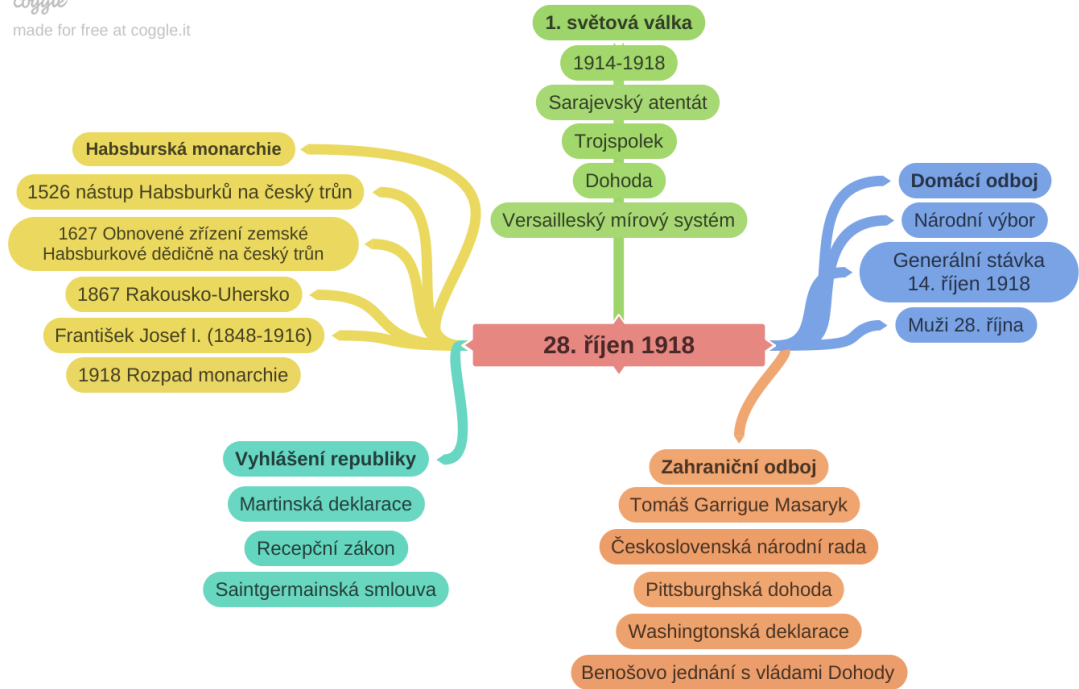 coggle
made for free at coggle.it
1. světová válka
1914-1918
Sarajevský atentát
Trojspolek
Dohoda
Versailleský mírový systém
Habsburská monarchie
1526 nástup Habsburků na český trůn
1627 Obnovené zřízení zemské
Habsburkové dědičně na český trůn
1867 Rakousko-Uhersko
František Josef I. (1848-1916)
1918 Rozpad monarchie
Domácí odboj
Národní výbor
Generální stávka
14. říjen 1918
Muži 28. října
28. říjen 1918
Vyhlášení republiky
Martinská deklarace
Recepční zákon
Saintgermainská smlouva
Zahraniční odboj
Tomáš Garrigue Masaryk
Československá národní rada
Pittsburghská dohoda
Washingtonská deklarace
Benošovo jednání s vládami Dohody